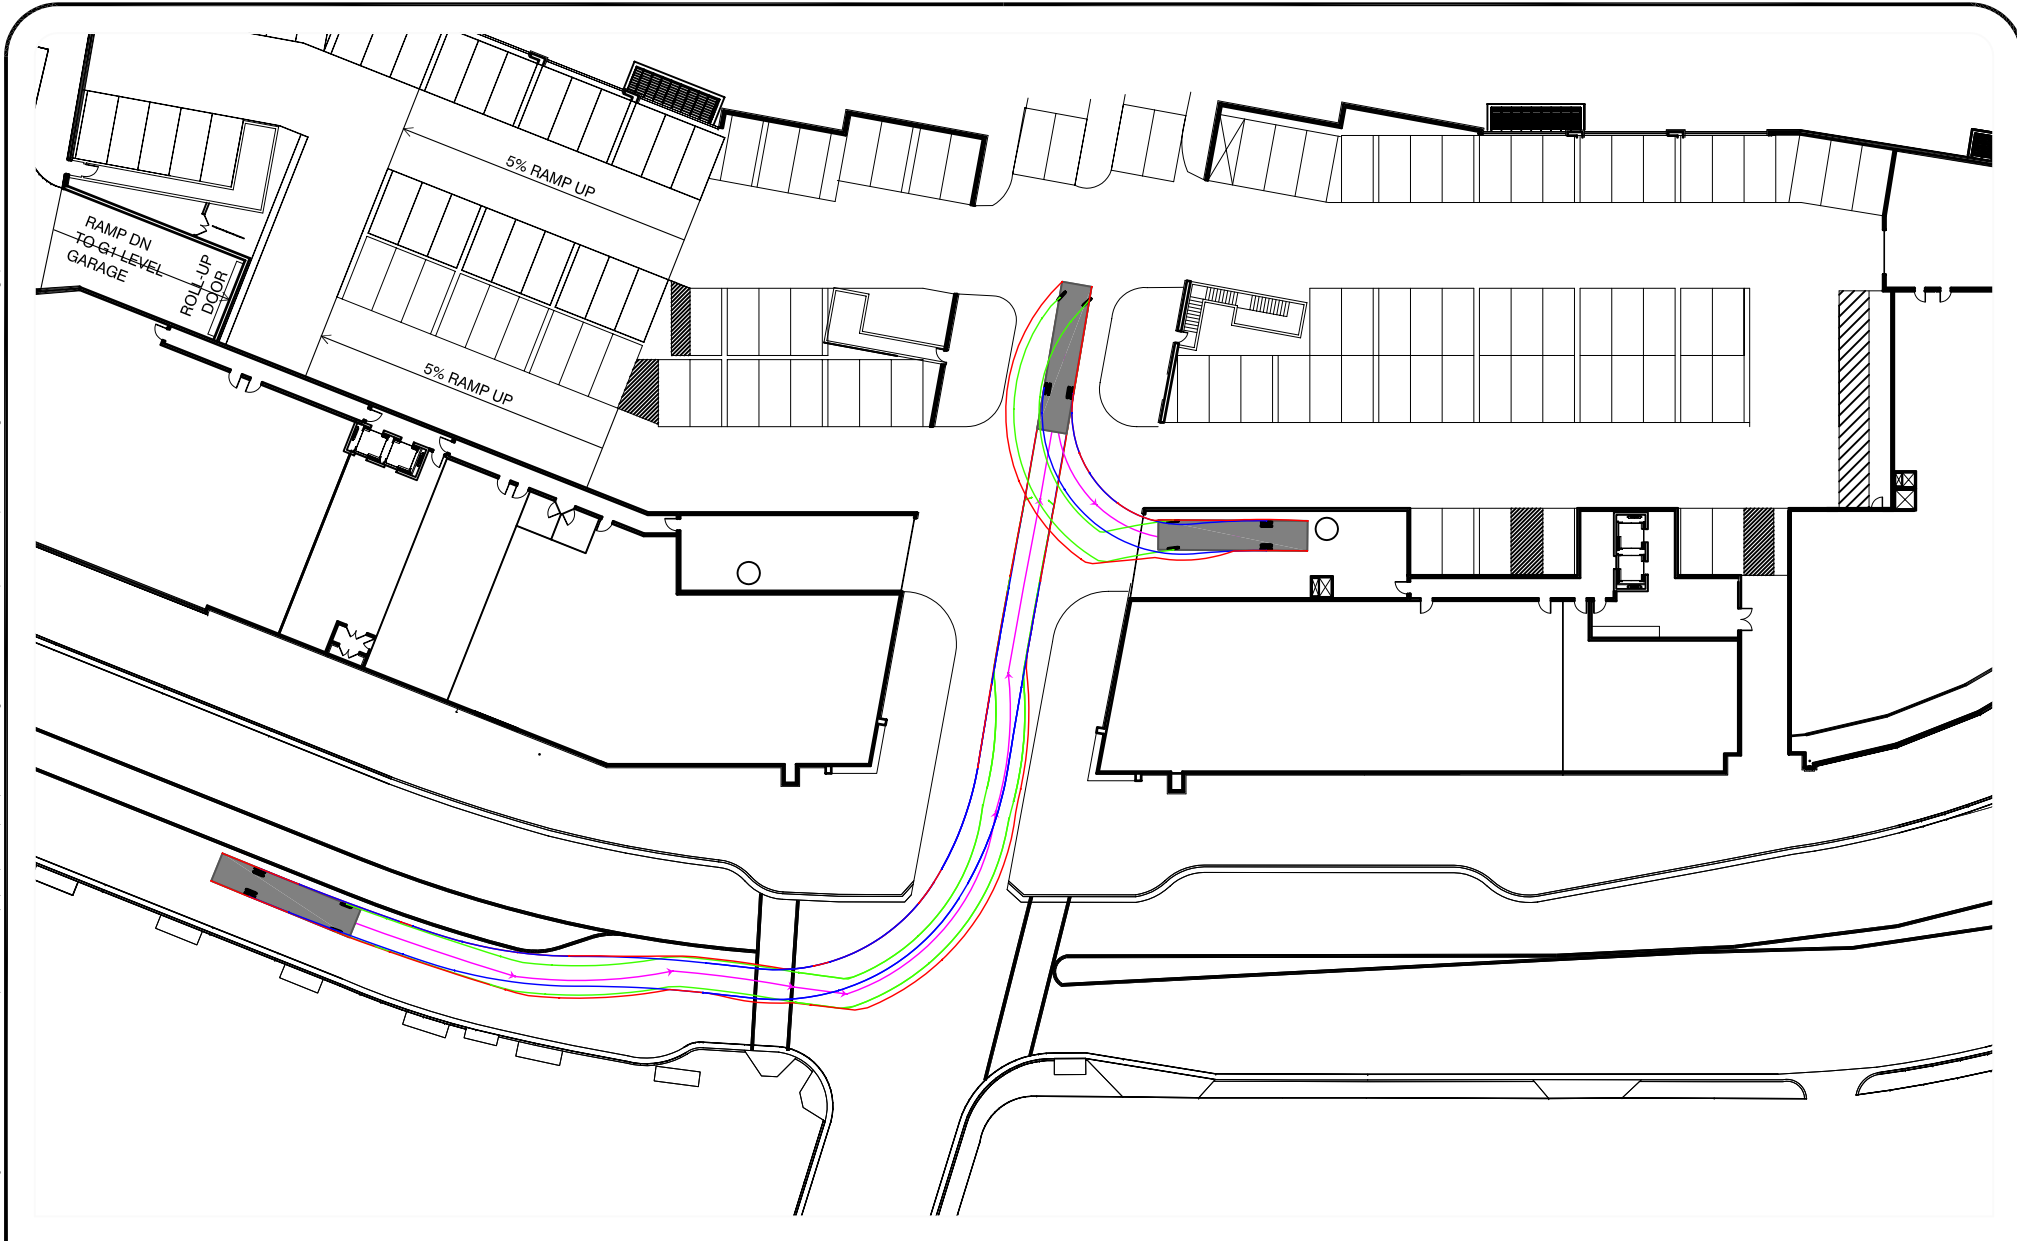 5% RAMP UP
RAMP DN
TO G1 LEVEL
GARAGE
ROLL-UP
DOOR
5% RAMP UP